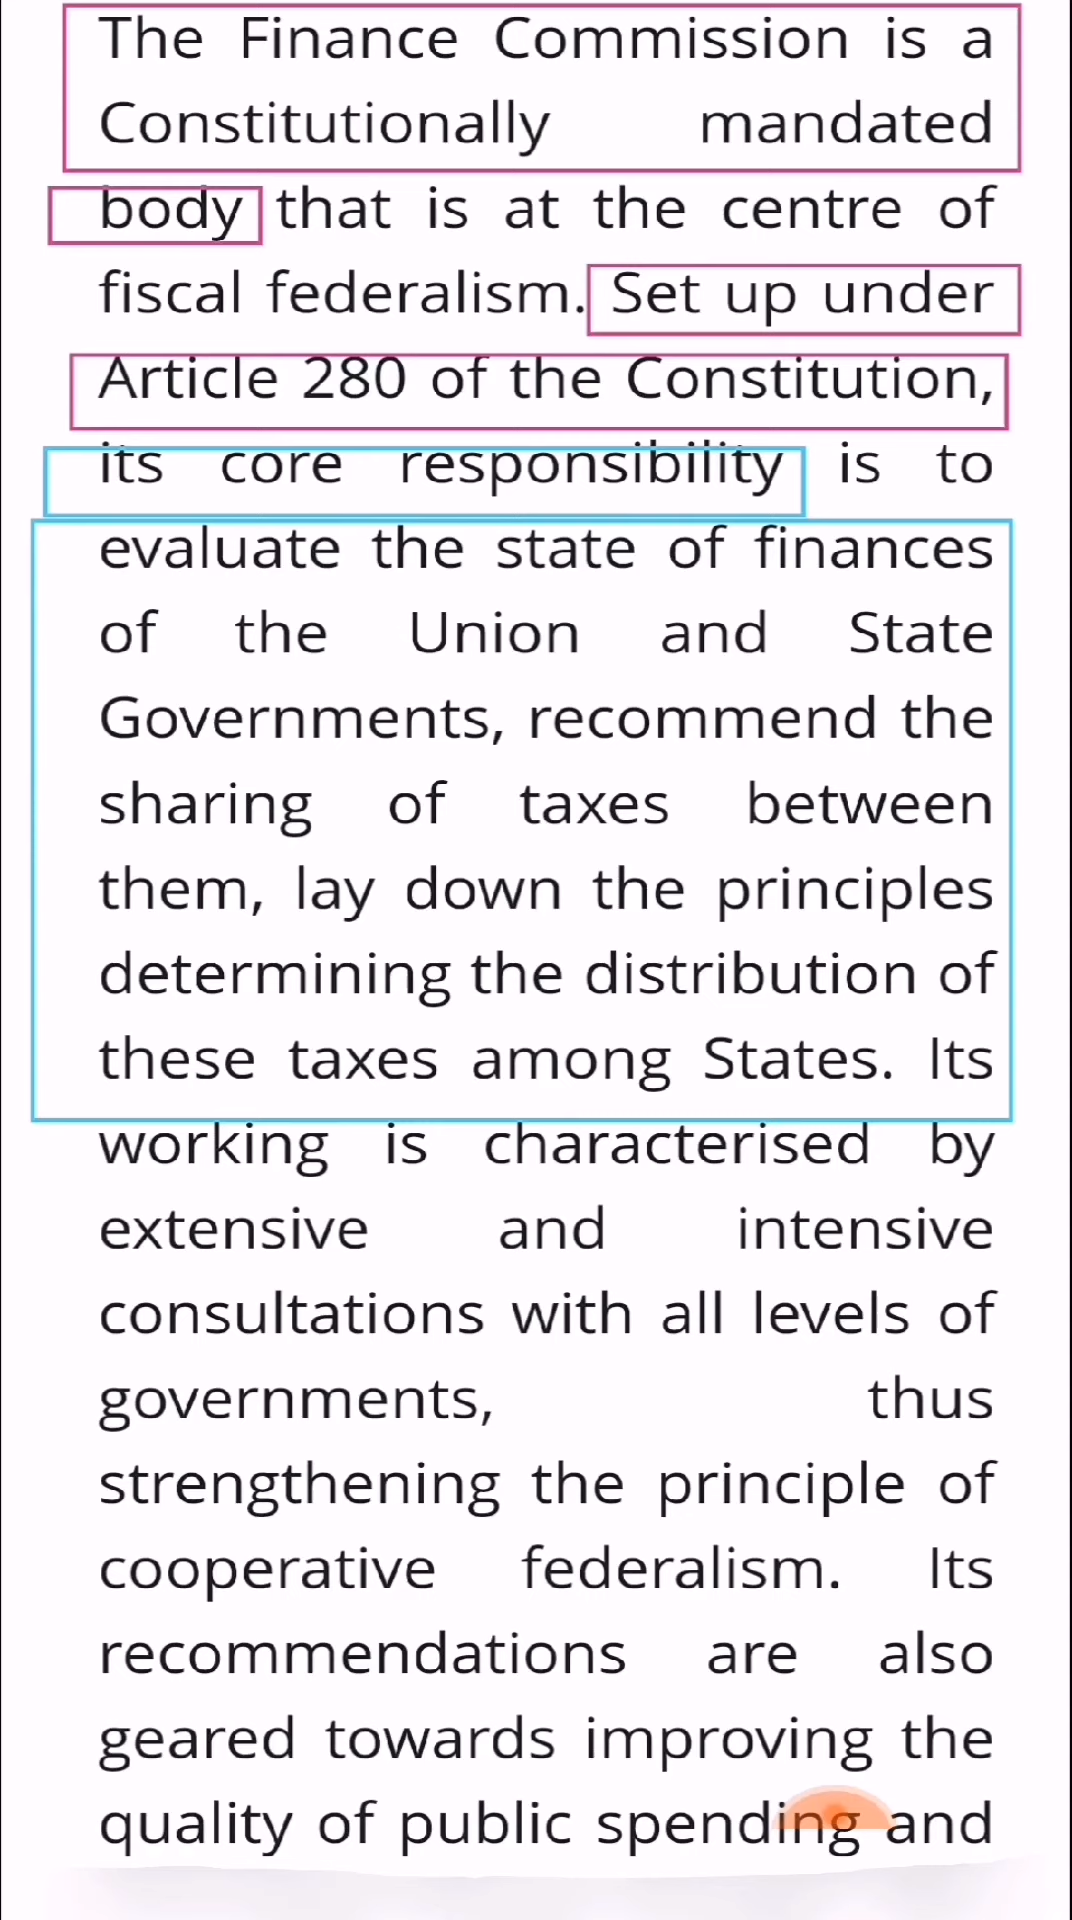 The Finance Commission is a
Constitutionally mandated
body that is at the centre of
fiscal federalism. Set up under
Article 280 of the Constitution,
its core responsibility is to
evaluate the state of finances
of the Union and State
Governments, recommend the
sharing of taxes between
them, lay down the principles
determining the distribution of
these taxes among States. Its
working is characterised by
extensive and intensive
consultations with all levels of
governments, thus
strengthening the principle of
cooperative federalism. Its
recommendations are also
geared towards improving the
quality of public spending and